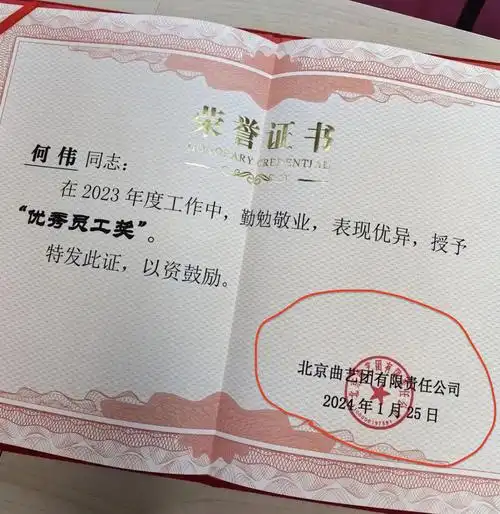 荣誉证书
HONORARY CREDENTIAL
何伟 同志：
在 2023 年度工作中，勤勉敬业，表现优异，授予
“优秀员工奖”。
特发此证，以资鼓励。
北京曲艺团有限责任公司
2024 年 1 月 25 日